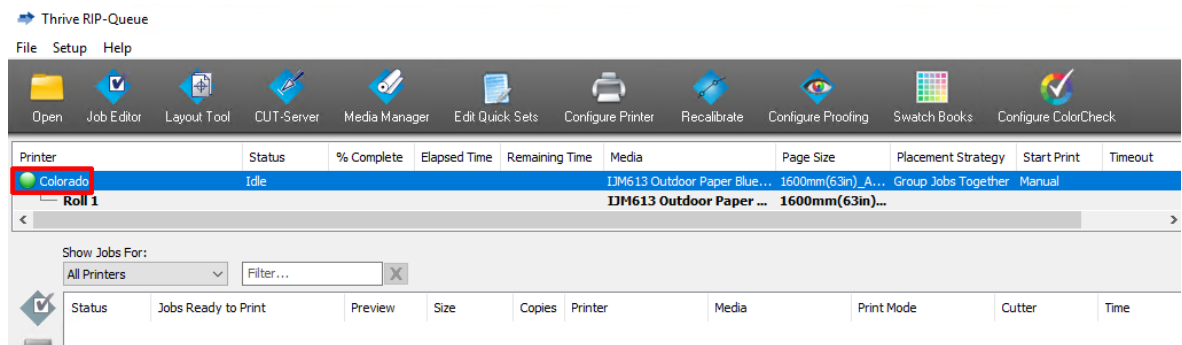 Thrive RIP-Queue
File Setup Help
Open Job Editor Layout Tool CUT-Server Media Manager Edit Quick Sets Configure Printer Recalibrate Configure Proofing Swatch Books Configure ColorCheck
Printer Status % Complete Elapsed Time Remaining Time Media Page Size Placement Strategy Start Print Timeout
Colorado Idle IJM613 Outdoor Paper Blue... 1600mm(63in)_A... Group Jobs Together Manual
Roll 1 IJM613 Outdoor Paper ... 1600mm(63in)...
Show Jobs For:
All Printers Filter... X
Status Jobs Ready to Print Preview Size Copies Printer Media Print Mode Cutter Time